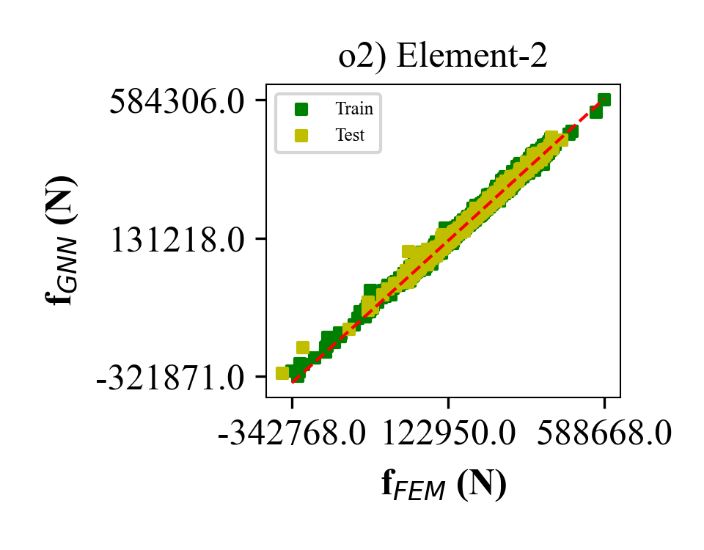 o2) Element-2
584306.0
131218.0
-321871.0
f_GNN (N)
Train
Test
-342768.0 122950.0 588668.0
f_FEM (N)